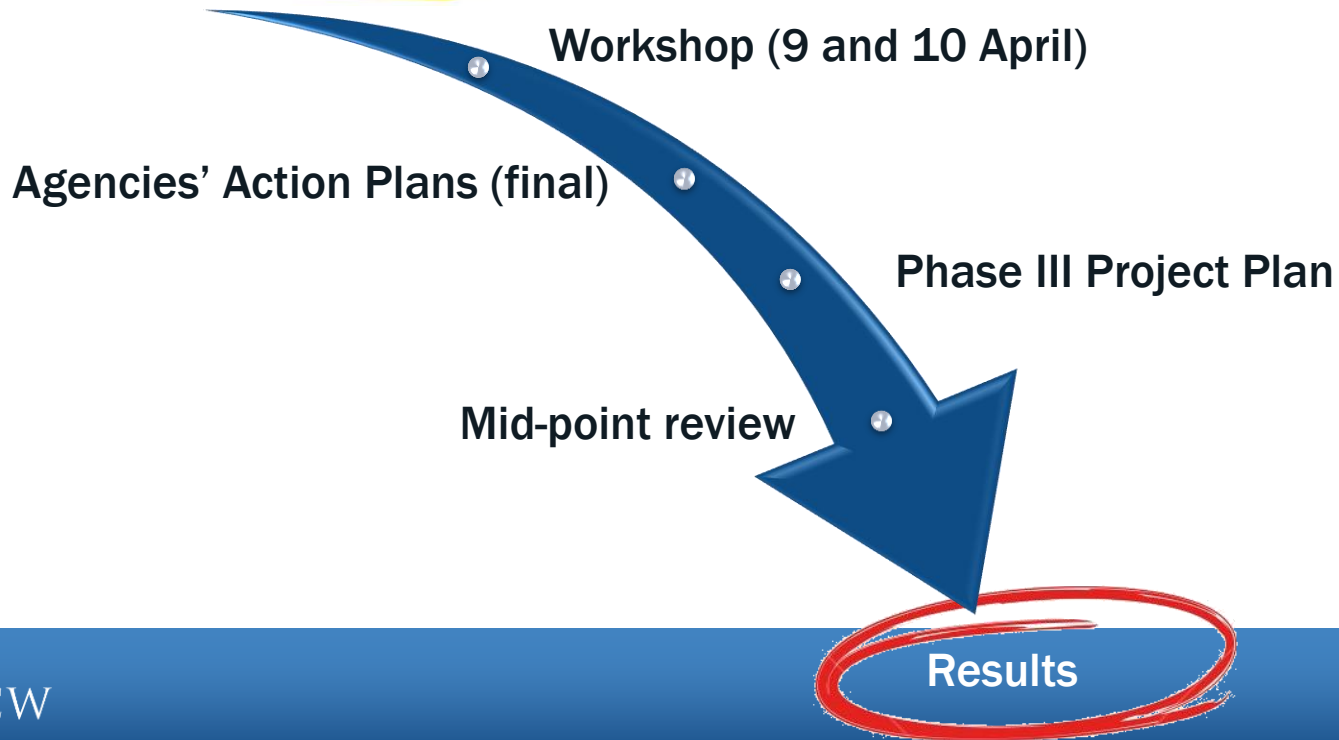 Workshop (9 and 10 April)
Agencies’ Action Plans (final)
Phase III Project Plan
Mid-point review
Results